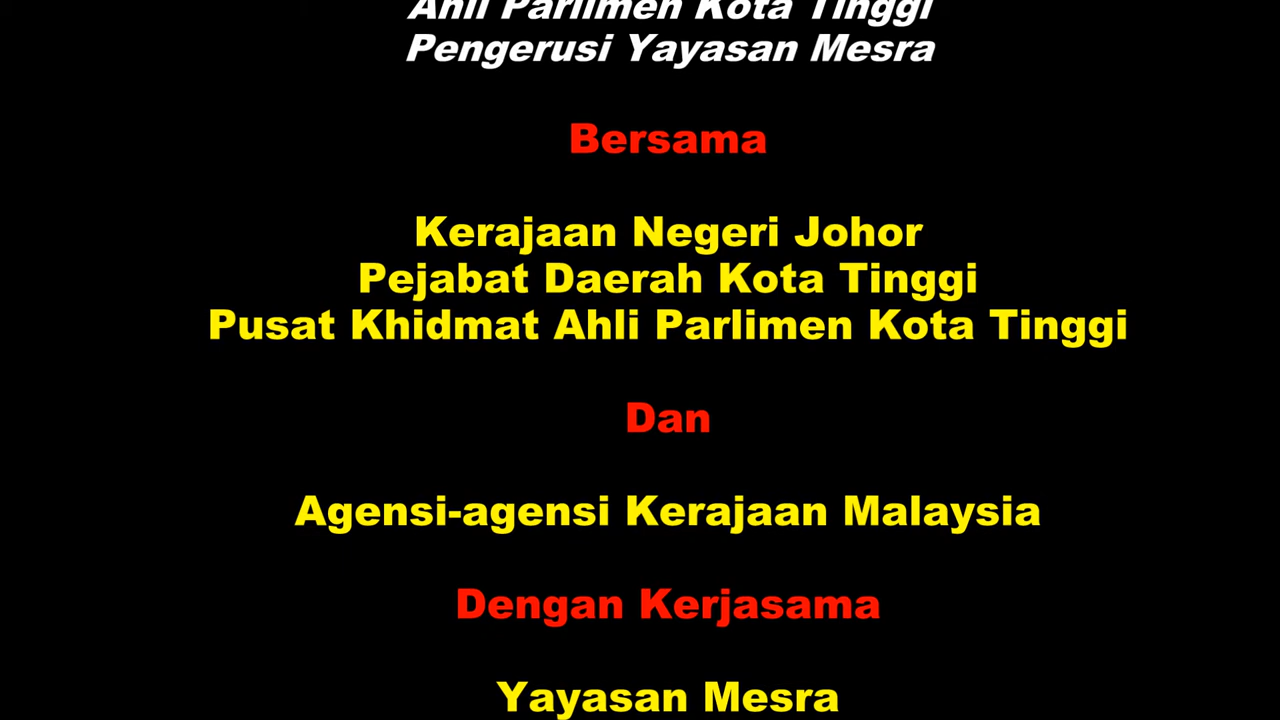 Ahli Parlimen Kota Tinggi
Pengerusi Yayasan Mesra
Bersama
Kerajaan Negeri Johor
Pejabat Daerah Kota Tinggi
Pusat Khidmat Ahli Parlimen Kota Tinggi
Dan
Agensi-agensi Kerajaan Malaysia
Dengan Kerjasama
Yayasan Mesra